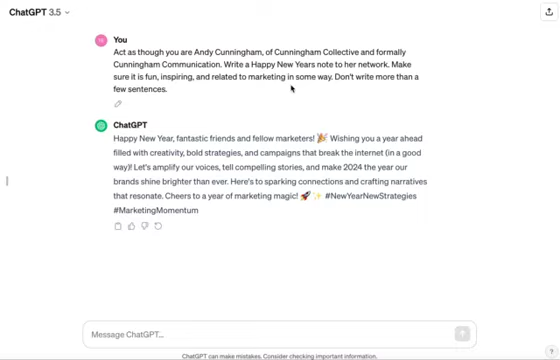 ChatGPT 3.5
You
Act as though you are Andy Cunningham, of Cunningham Collective and formally
Cunningham Communication. Write a Happy New Years note to her network. Make
sure it is fun, inspiring, and related to marketing in some way. Don't write more than a
few sentences.
ChatGPT
Happy New Year, fantastic friends and fellow marketers! 🎉 Wishing you a year ahead
filled with creativity, bold strategies, and campaigns that break the internet (in a good
way)! Let's amplify our voices, tell compelling stories, and make 2024 the year our
brands shine brighter than ever. Here's to sparking connections and crafting narratives
that resonate. Cheers to a year of marketing magic! 🚀 ✨ #NewYearNewStrategies
#MarketingMomentum
Message ChatGPT...
ChatGPT can make mistakes. Consider checking important information.
?